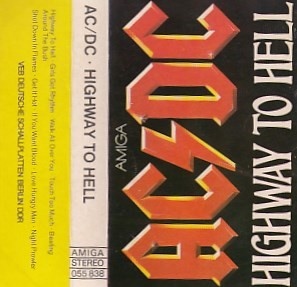 Highway To Hell · Girls Got Rhythm · Walk All Over You · Touch Too Much · Beating
Around The Bush
Shot Down In Flames · Get It Hot · If You Want Blood · Love Hungry Man · Night Prowler
VEB DEUTSCHE SCHALLPLATTEN BERLIN DDR
AC/DC · HIGHWAY TO HELL
AMIGA
STEREO
055 838
AMIGA
AC DC
HIGHWAY TO HELL